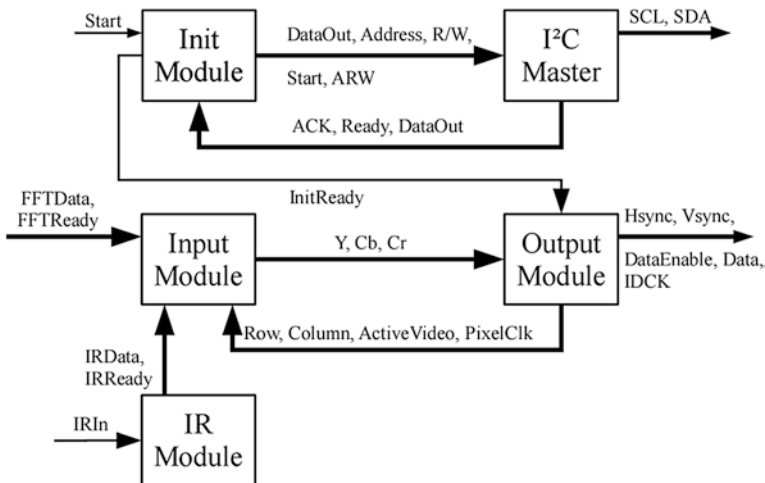 Start
Init
Module
DataOut, Address, R/W,
Start, ARW
I²C
Master
SCL, SDA
ACK, Ready, DataOut
InitReady
FFTData,
FFTReady
Input
Module
Y, Cb, Cr
Output
Module
Hsync, Vsync,
DataEnable, Data,
IDCK
Row, Column, ActiveVideo, PixelClk
IRData,
IRReady
IRIn
IR
Module